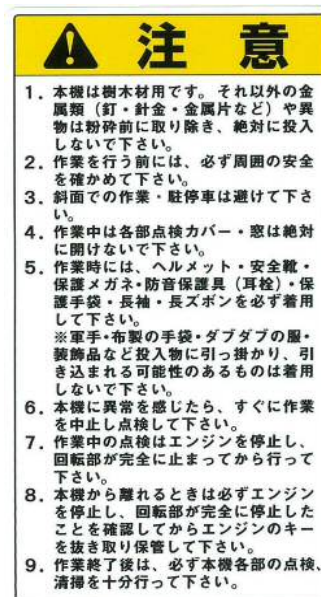 注 意
1．本機は樹木材用です。それ以外の金
属類（釘・針金・金属片など）や異
物は粉砕前に取り除き、絶対に投入
しないで下さい。
2．作業を行う前には、必ず周囲の安全
を確かめて下さい。
3．斜面での作業・駐停車は避けて下さ
い。
4．作業中は各部点検カバー・窓は絶対
に開けないで下さい。
5．作業時には、ヘルメット・安全靴・
保護メガネ・防音保護具（耳栓）・保
護手袋・長袖・長ズボンを必ず着用
して下さい。
※軍手・布製の手袋・ダブダブの服・
装飾品など投入物に引っ掛かり、引
き込まれる可能性のあるものは着用
しないで下さい。
6．本機に異常を感じたら、すぐに作業
を中止し点検して下さい。
7．作業中の点検はエンジンを停止し、
回転部が完全に止まってから行って
下さい。
8．本機から離れるときは必ずエンジン
を停止し、回転部が完全に停止した
ことを確認してからエンジンのキー
を抜き取り保管して下さい。
9．作業終了後は、必ず本機各部の点検、
清掃を十分行って下さい。